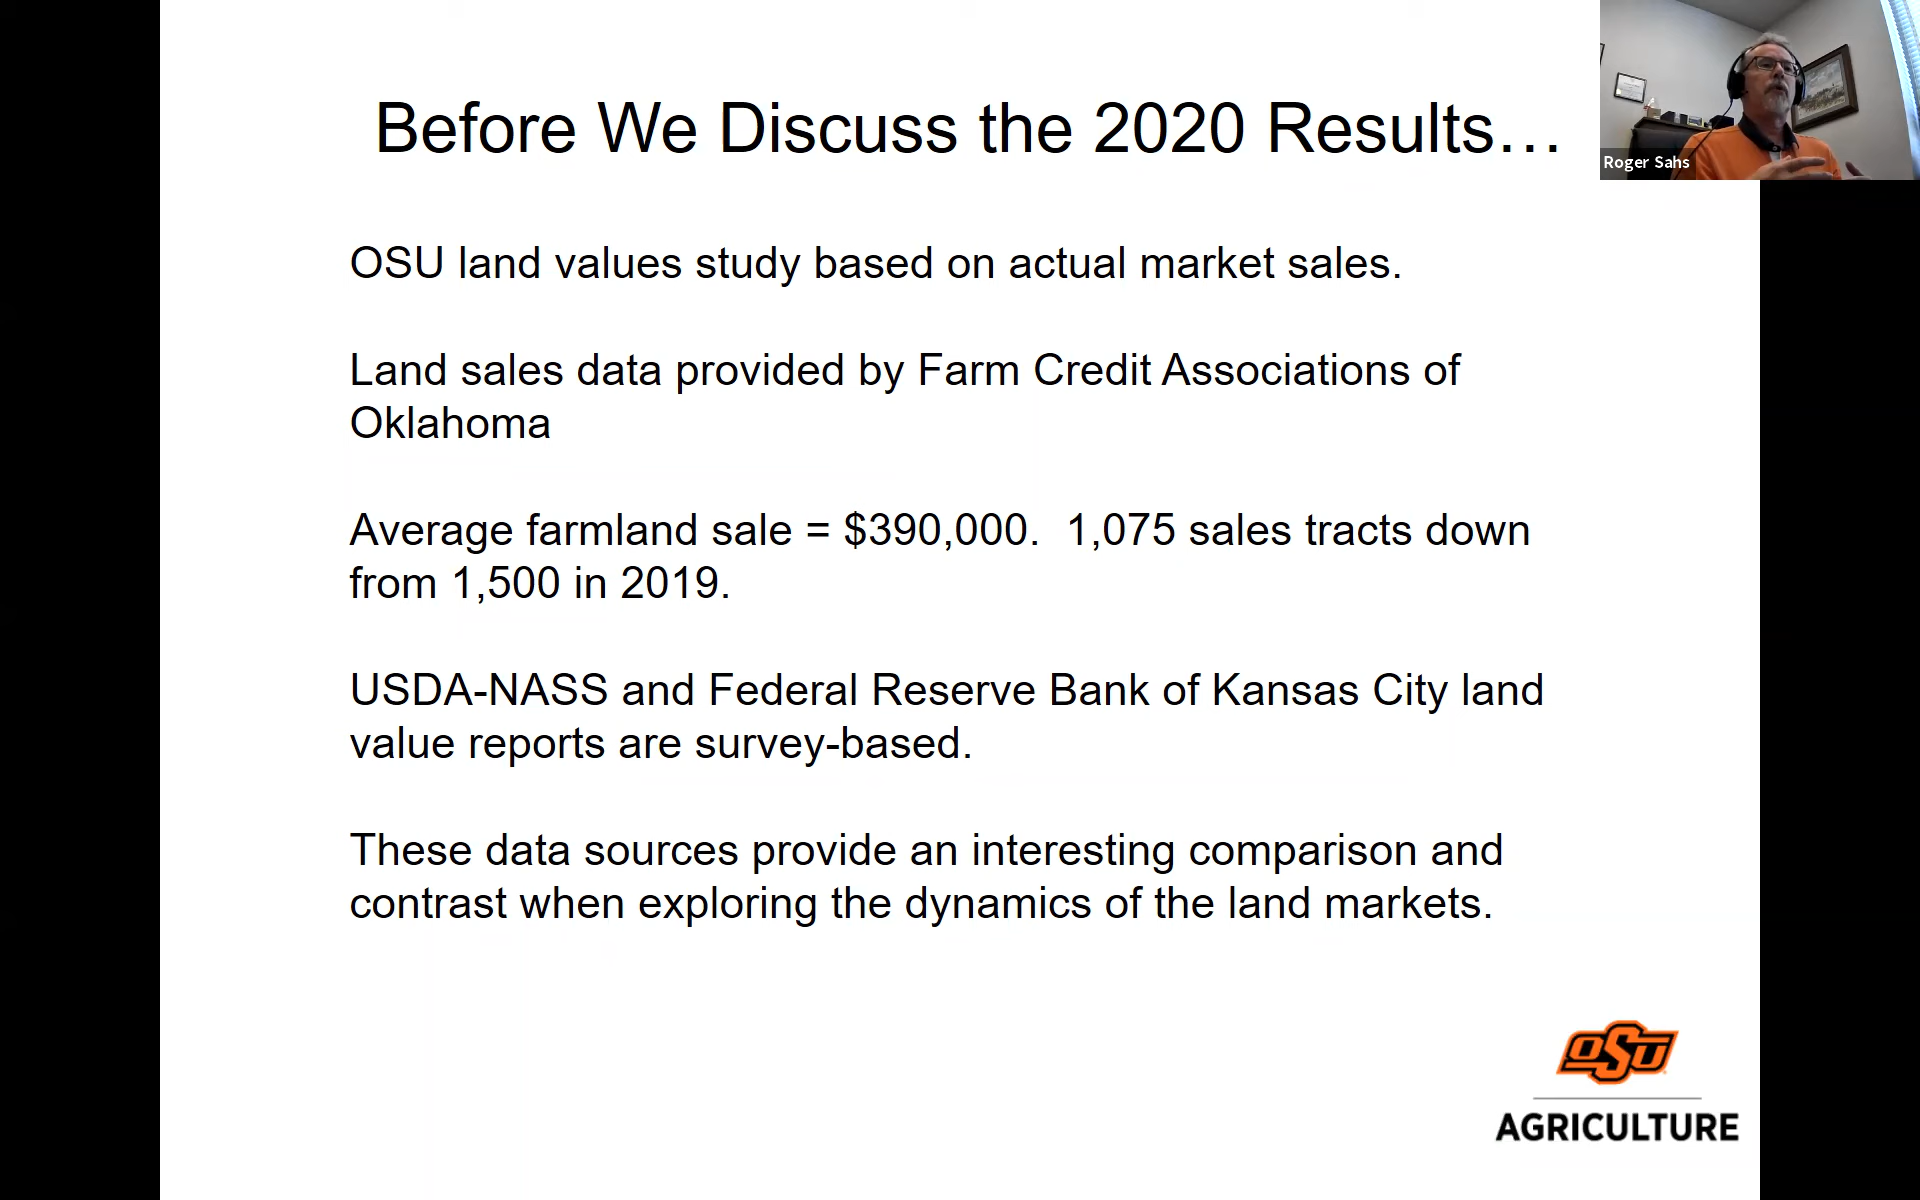 Before We Discuss the 2020 Results…
Roger Sahs
OSU land values study based on actual market sales.
Land sales data provided by Farm Credit Associations of
Oklahoma
Average farmland sale = $390,000.  1,075 sales tracts down
from 1,500 in 2019.
USDA-NASS and Federal Reserve Bank of Kansas City land
value reports are survey-based.
These data sources provide an interesting comparison and
contrast when exploring the dynamics of the land markets.
OSU
AGRICULTURE